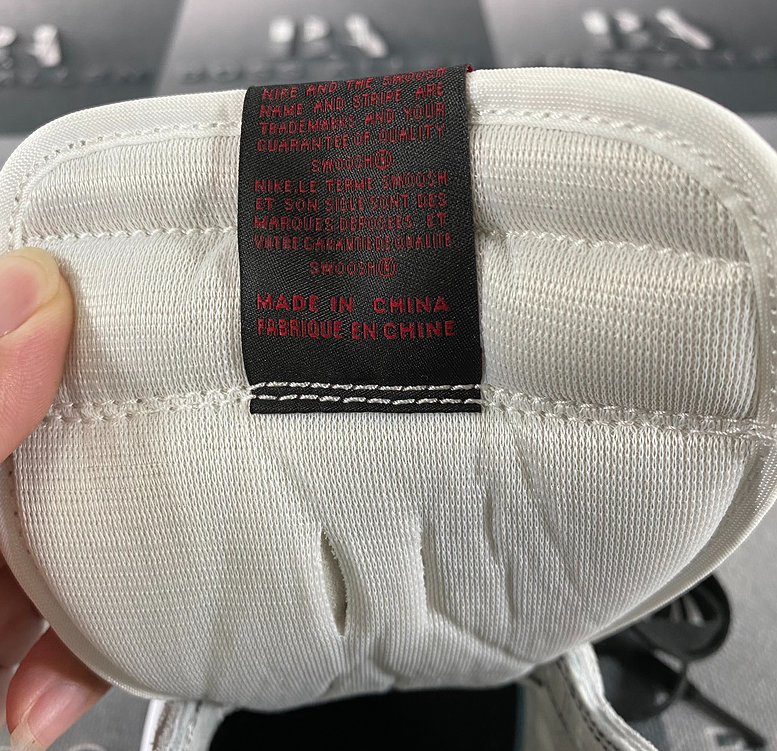 NIKE AND THE SWOOSH
NAME AND STRIPE ARE
TRADEMARKS AND YOUR
GUARANTEE OF QUALITY
SWOOSH®
NIKE, LE TERME SWOOSH
ET SON SIGLE SONT DES
MARQUES DEPOSEES ET
VOTRE GARANTIE DE QUALITE
SWOOSH®
MADE IN CHINA
FABRIQUE EN CHINE